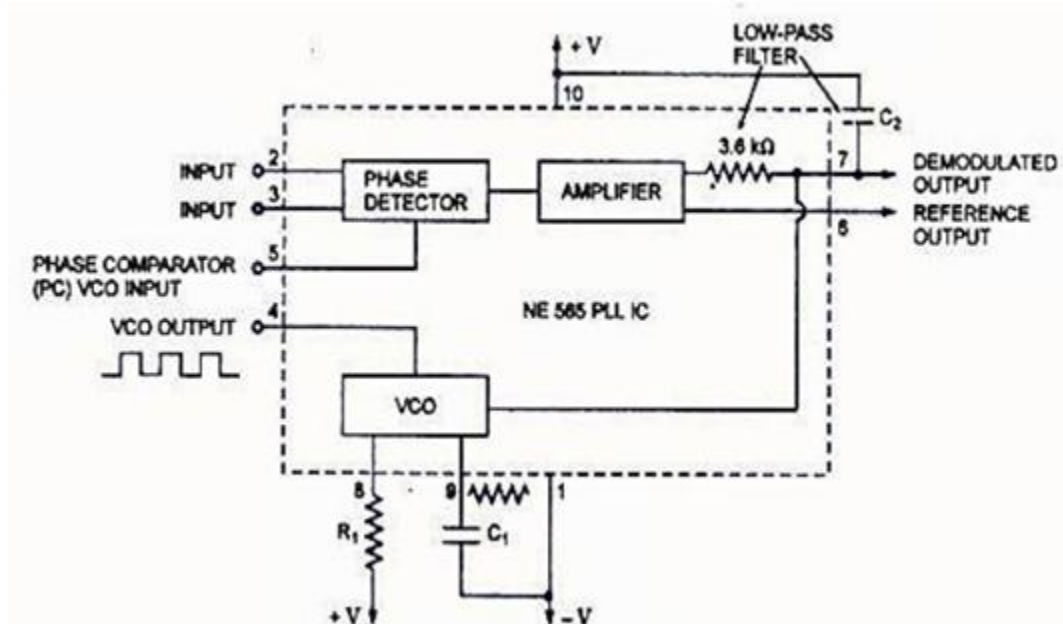 LOW-PASS
FILTER
+ V
10
C2
3.6 kΩ
2
INPUT
PHASE
DETECTOR
AMPLIFIER
7
DEMODULATED
OUTPUT
3
INPUT
6
REFERENCE
OUTPUT
5
PHASE COMPARATOR
(PC) VCO INPUT
4
VCO OUTPUT
NE 565 PLL IC
VCO
8
9
1
R1
C1
+ V
- V